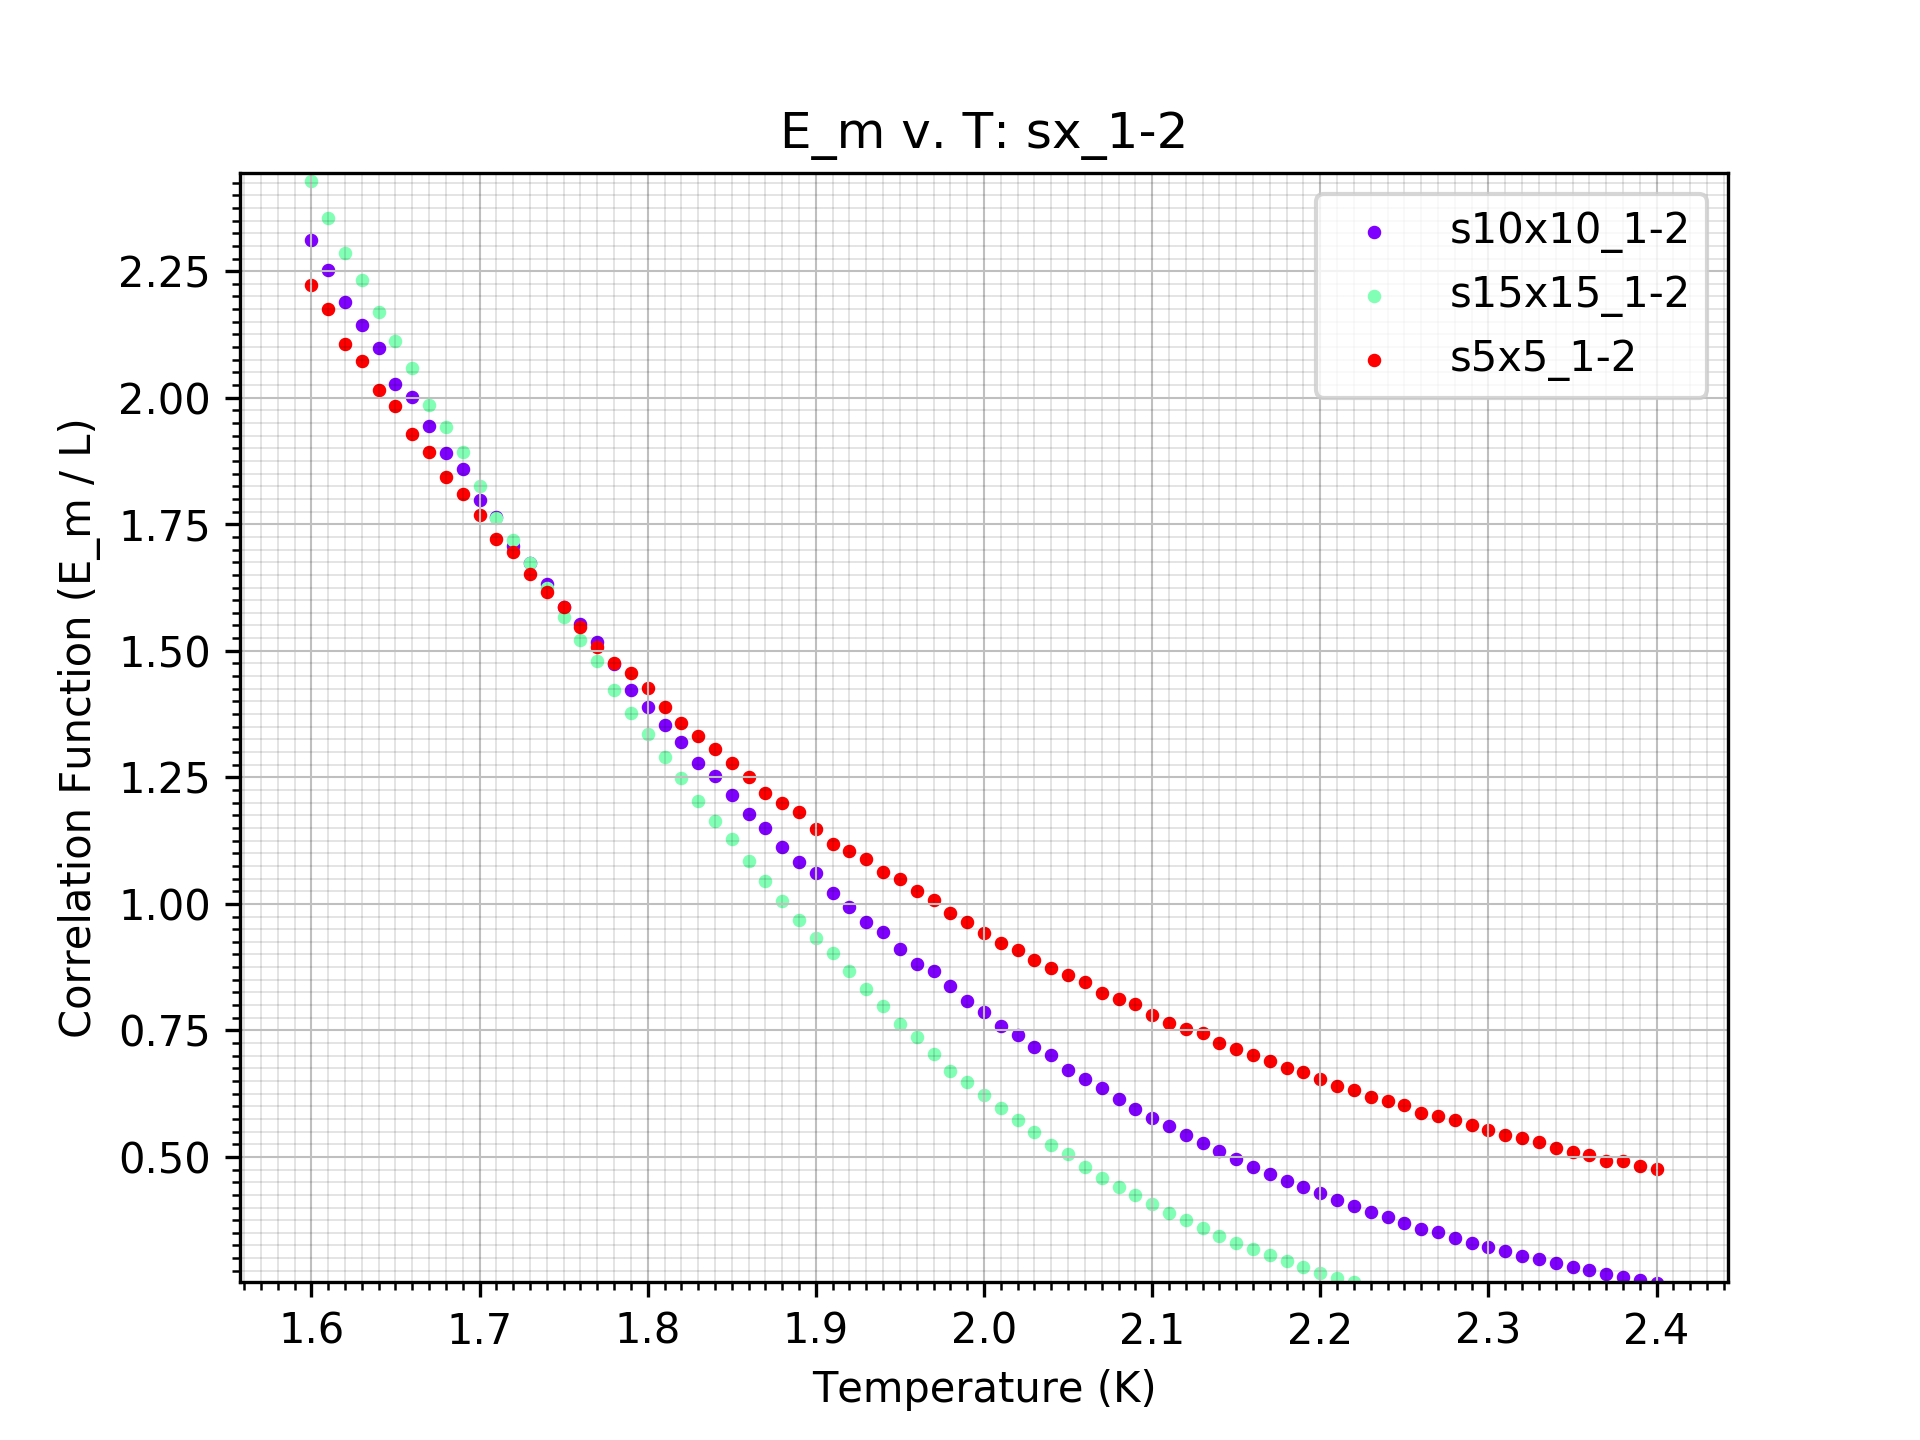 E_m v. T: sx_1-2
s10x10_1-2
s15x15_1-2
s5x5_1-2
Correlation Function (E_m / L)
2.25
2.00
1.75
1.50
1.25
1.00
0.75
0.50
1.6 1.7 1.8 1.9 2.0 2.1 2.2 2.3 2.4
Temperature (K)